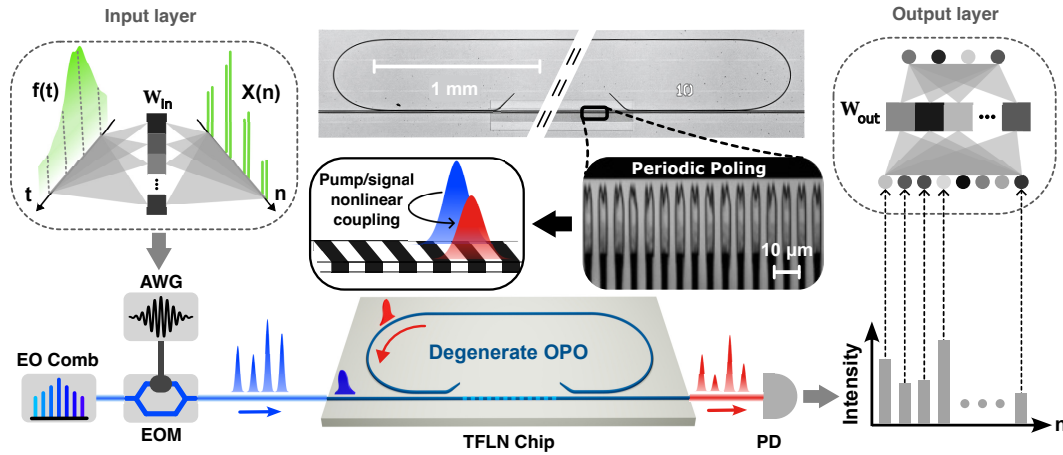 Input layer
f(t)
W_in
X(n)
t
n
AWG
EO Comb
EOM
1 mm
10
Pump/signal
nonlinear
coupling
Periodic Poling
10 µm
Degenerate OPO
TFLN Chip
PD
Output layer
W_out
Intensity
n